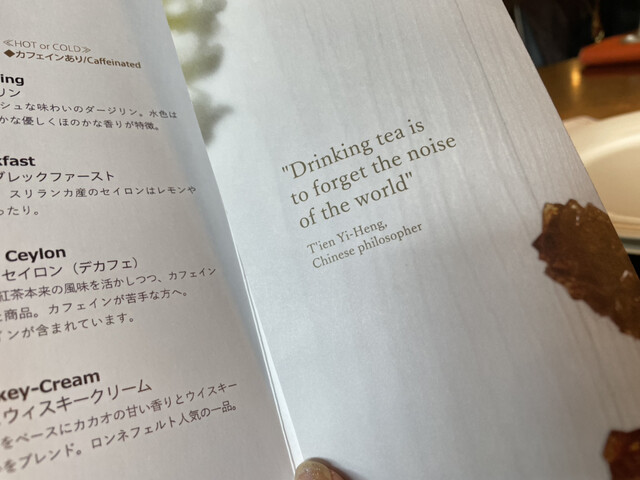 ≪HOT or COLD≫
◆カフェインあり/Caffeinated
ing
リン
シュな味わいのダージリン。水色は
かな優しくほのかな香りが特徴。
kfast
ブレックファースト
スリランカ産のセイロンはレモンや
ったり。
Ceylon
セイロン（デカフェ）
紅茶本来の風味を活かしつつ、カフェイン
商品。カフェインが苦手な方へ。
インが含まれています。
key-Cream
ウィスキークリーム
をベースにカカオの甘い香りとウイスキー
をブレンド。ロンネフェルト人気の一品。
"Drinking tea is
to forget the noise
of the world"
T'ien Yi-Heng,
Chinese philosopher